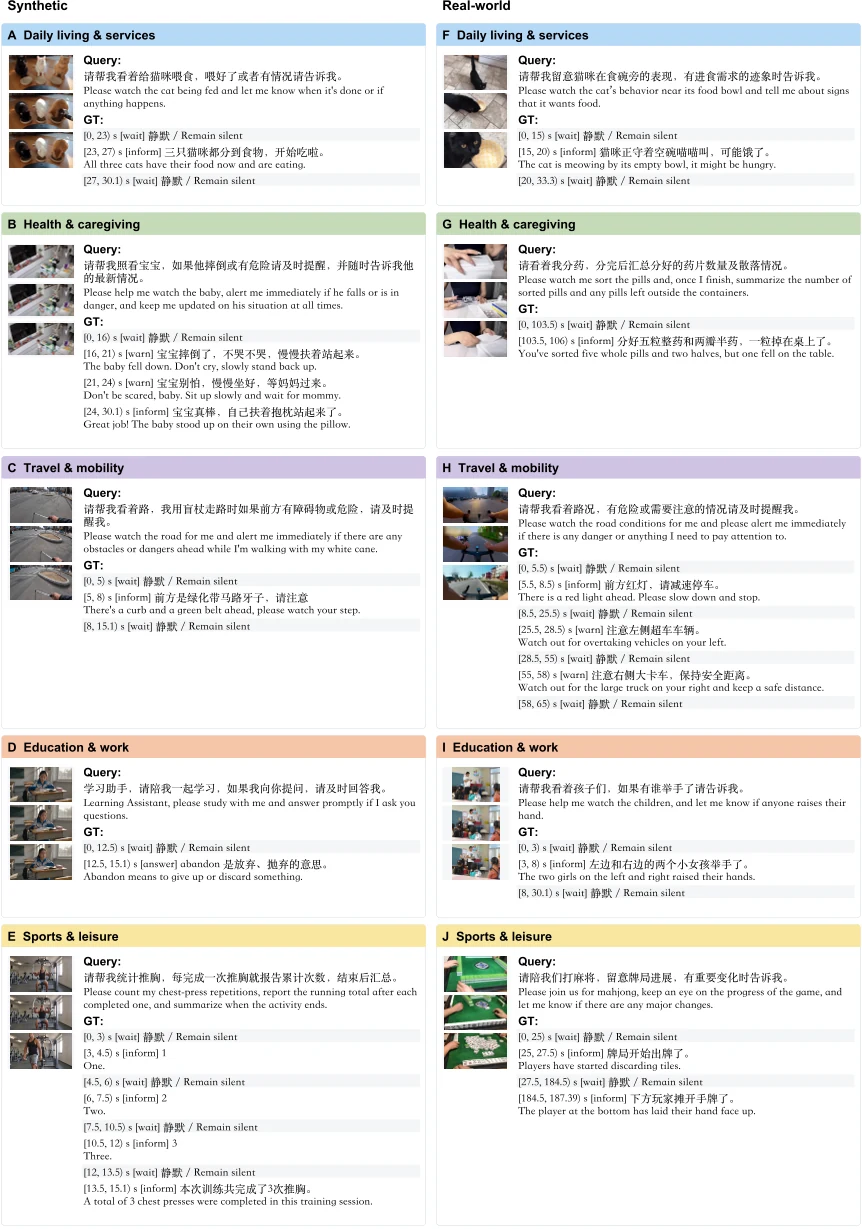 Synthetic
A Daily living & services
Query:
请帮我看着给猫咪喂食，喂好了或者有情况请告诉我。
Please watch the cat being fed and let me know when it's done or if
anything happens.
GT:
[0, 23) s [wait] 静默 / Remain silent
[23, 27) s [inform] 三只猫咪都分到食物，开始吃啦。
All three cats have their food now and are eating.
[27, 30.1) s [wait] 静默 / Remain silent
B Health & caregiving
Query:
请帮我照看宝宝，如果他摔倒或有危险请及时提醒，并随时告诉我他
的最新情况。
Please help me watch the baby, alert me immediately if he falls or is in
danger, and keep me updated on his situation at all times.
GT:
[0, 16) s [wait] 静默 / Remain silent
[16, 21) s [warn] 宝宝摔倒了，不哭不哭，慢慢扶着站起来。
The baby fell down. Don't cry, slowly stand back up.
[21, 24) s [warn] 宝宝别怕，慢慢坐好，等妈妈过来。
Don't be scared, baby. Sit up slowly and wait for mommy.
[24, 30.1) s [inform] 宝宝真棒，自己扶着抱枕站起来了。
Great job! The baby stood up on their own using the pillow.
C Travel & mobility
Query:
请帮我看着路，我用盲杖走路时如果前方有障碍物或危险，请及时提
醒我。
Please watch the road for me and alert me immediately if there are any
obstacles or dangers ahead while I'm walking with my white cane.
GT:
[0, 5) s [wait] 静默 / Remain silent
[5, 8) s [inform] 前方是绿化带马路牙子，请注意
There's a curb and a green belt ahead, please watch your step.
[8, 15.1) s [wait] 静默 / Remain silent
D Education & work
Query:
学习助手，请陪我一起学习，如果我向你提问，请及时回答我。
Learning Assistant, please study with me and answer promptly if I ask you
questions.
GT:
[0, 12.5) s [wait] 静默 / Remain silent
[12.5, 15.1) s [answer] abandon 是放弃、抛弃的意思。
Abandon means to give up or discard something.
E Sports & leisure
Query:
请帮我统计推胸，每完成一次推胸就报告累计次数，结束后汇总。
Please count my chest-press repetitions, report the running total after each
completed one, and summarize when the activity ends.
GT:
[0, 3) s [wait] 静默 / Remain silent
[3, 4.5) s [inform] 1
One.
[4.5, 6) s [wait] 静默 / Remain silent
[6, 7.5) s [inform] 2
Two.
[7.5, 10.5) s [wait] 静默 / Remain silent
[10.5, 12) s [inform] 3
Three.
[12, 13.5) s [wait] 静默 / Remain silent
[13.5, 15.1) s [inform] 本次训练共完成了3次推胸。
A total of 3 chest presses were completed in this training session.
Real-world
F Daily living & services
Query:
请帮我留意猫咪在食碗旁的表现，有进食需求的迹象时告诉我。
Please watch the cat's behavior near its food bowl and tell me about signs
that it wants food.
GT:
[0, 15) s [wait] 静默 / Remain silent
[15, 20) s [inform] 猫咪正守着空碗喵喵叫，可能饿了。
The cat is meowing by its empty bowl, it might be hungry.
[20, 33.3) s [wait] 静默 / Remain silent
G Health & caregiving
Query:
请看着我分药，分完后汇总分好的药片数量及散落情况。
Please watch me sort the pills and, once I finish, summarize the number of
sorted pills and any pills left outside the containers.
GT:
[0, 103.5) s [wait] 静默 / Remain silent
[103.5, 106) s [inform] 分好五粒整药和两瓣半药，一粒掉在桌上了。
You've sorted five whole pills and two halves, but one fell on the table.
H Travel & mobility
Query:
请帮我看着路况，有危险或需要注意的情况请及时提醒我。
Please watch the road conditions for me and please alert me immediately
if there is any danger or anything I need to pay attention to.
GT:
[0, 5.5) s [wait] 静默 / Remain silent
[5.5, 8.5) s [inform] 前方红灯，请减速停车。
There is a red light ahead. Please slow down and stop.
[8.5, 25.5) s [wait] 静默 / Remain silent
[25.5, 28.5) s [warn] 注意左侧超车车辆。
Watch out for overtaking vehicles on your left.
[28.5, 55) s [wait] 静默 / Remain silent
[55, 58) s [warn] 注意右侧大卡车，保持安全距离。
Watch out for the large truck on your right and keep a safe distance.
[58, 65) s [wait] 静默 / Remain silent
I Education & work
Query:
请帮我看着孩子们，如果有谁举手了请告诉我。
Please help me watch the children, and let me know if anyone raises their
hand.
GT:
[0, 3) s [wait] 静默 / Remain silent
[3, 8) s [inform] 左边和右边的两个小女孩举手了。
The two girls on the left and right raised their hands.
[8, 30.1) s [wait] 静默 / Remain silent
J Sports & leisure
Query:
请陪我们打麻将，留意牌局进展，有重要变化时告诉我。
Please join us for mahjong, keep an eye on the progress of the game, and
let me know if there are any major changes.
GT:
[0, 25) s [wait] 静默 / Remain silent
[25, 27.5) s [inform] 牌局开始出牌了。
Players have started discarding tiles.
[27.5, 184.5) s [wait] 静默 / Remain silent
[184.5, 187.39) s [inform] 下方玩家摊开手牌了。
The player at the bottom has laid their hand face up.